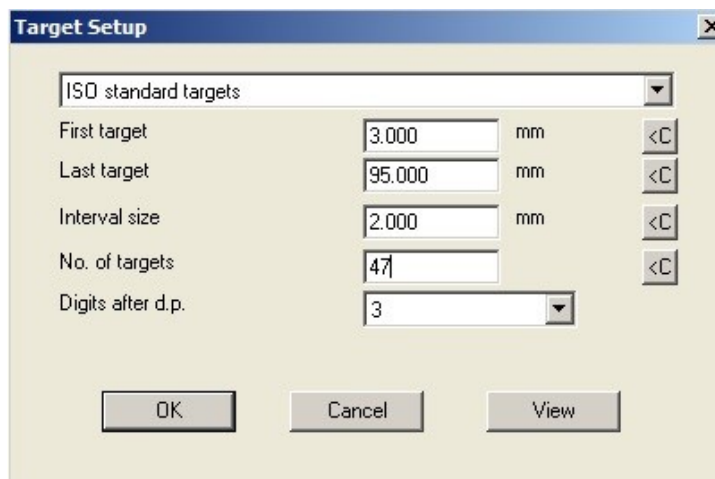 Target Setup
ISO standard targets
First target 3.000 mm <C
Last target 95.000 mm <C
Interval size 2.000 mm <C
No. of targets 47 <C
Digits after d.p. 3
OK Cancel View